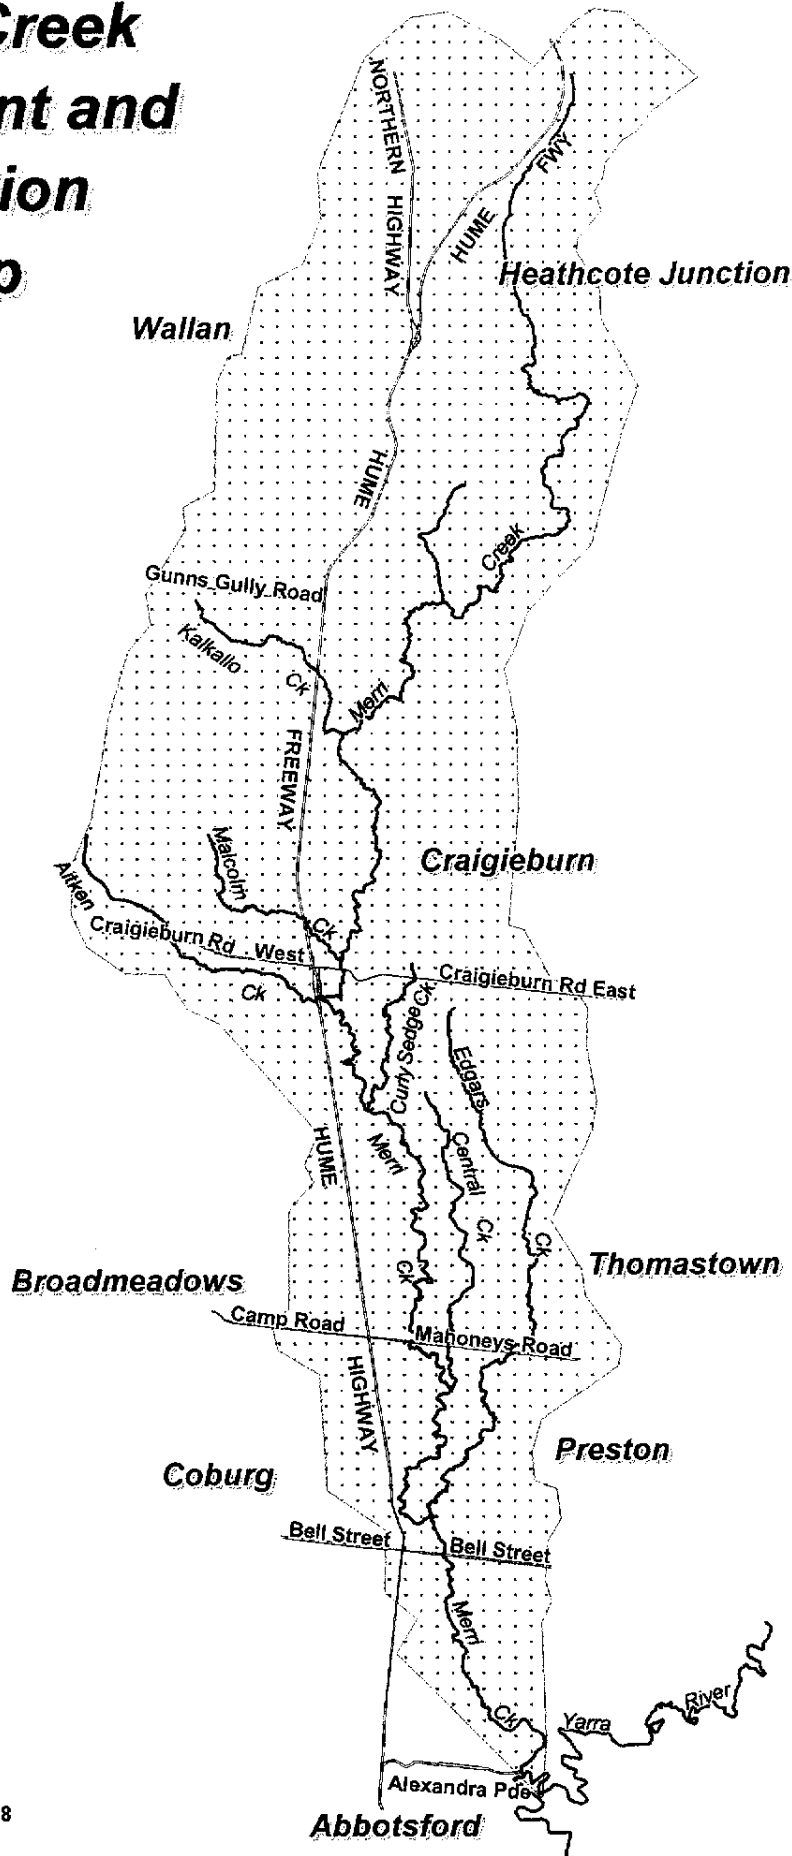 Creek
nt and
ion
p
NORTHERN
HIGHWAY
FWY
HUME
Heathcote Junction
Wallan
HUME
Creek
Gunns Gully Road
Kalkallo
Ck
Merri
FREEWAY
Malcolm
Craigieburn
Aitken
Ck
Craigieburn Rd West
Craigieburn Rd East
Ck
Curly Sedge Ck
Edgars
HUME
Merri
Central
Ck
Ck
Ck
Thomastown
Broadmeadows
Camp Road
Mahoneys Road
HIGHWAY
Preston
Coburg
Bell Street
Bell Street
Merri
Ck
Yarra
River
Alexandra Pde
Abbotsford
8